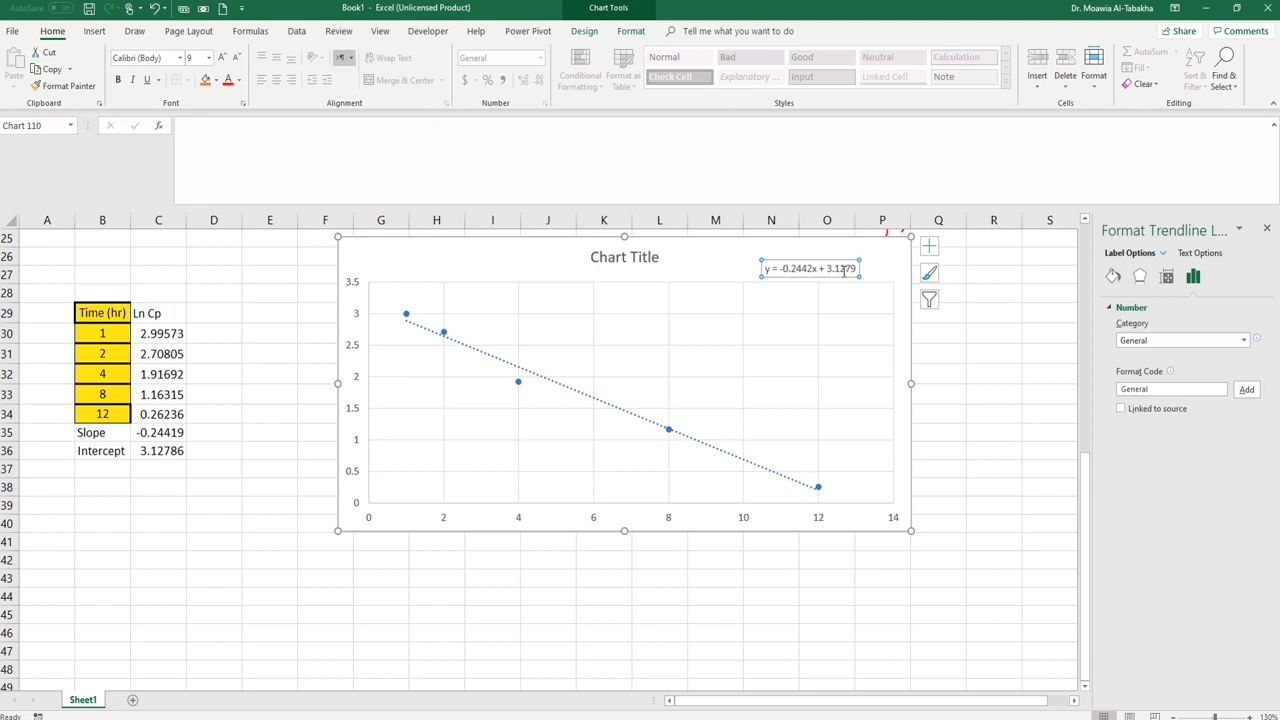 AutoSave Off
Book1 - Excel (Unlicensed Product)
Chart Tools
Dr. Moawia Al-Tabakha
File Home Insert Draw Page Layout Formulas Data Review View Developer Help Power Pivot Design Format Tell me what you want to do Share Comments
Paste
Cut
Copy
Format Painter
Clipboard
Calibri (Body) 9
B I U
Font
Wrap Text
Merge & Center
Alignment
General
$ % ,
Number
Conditional Formatting
Format as Table
Normal Bad Good Neutral Calculation
Check Cell Explanatory ... Input Linked Cell Note
Styles
Insert Delete Format
Cells
AutoSum
Fill
Clear
Sort & Filter
Find & Select
Editing
Chart 110
fx
A B C D E F G H I J K L M N O P Q R S
25
26
27
28
29 Time (hr) Ln Cp
30 1 2.99573
31 2 2.70805
32 4 1.91692
33 8 1.16315
34 12 0.26236
35 Slope -0.24419
36 Intercept 3.12786
37
38
39
40
41
42
43
44
45
46
47
48
49
Chart Title
y = -0.2442x + 3.1279
3.5
3
2.5
2
1.5
1
0.5
0
0 2 4 6 8 10 12 14
Format Trendline L...
Label Options Text Options
Number
Category
General
Format Code
General Add
Linked to source
Sheet1
Ready
130%